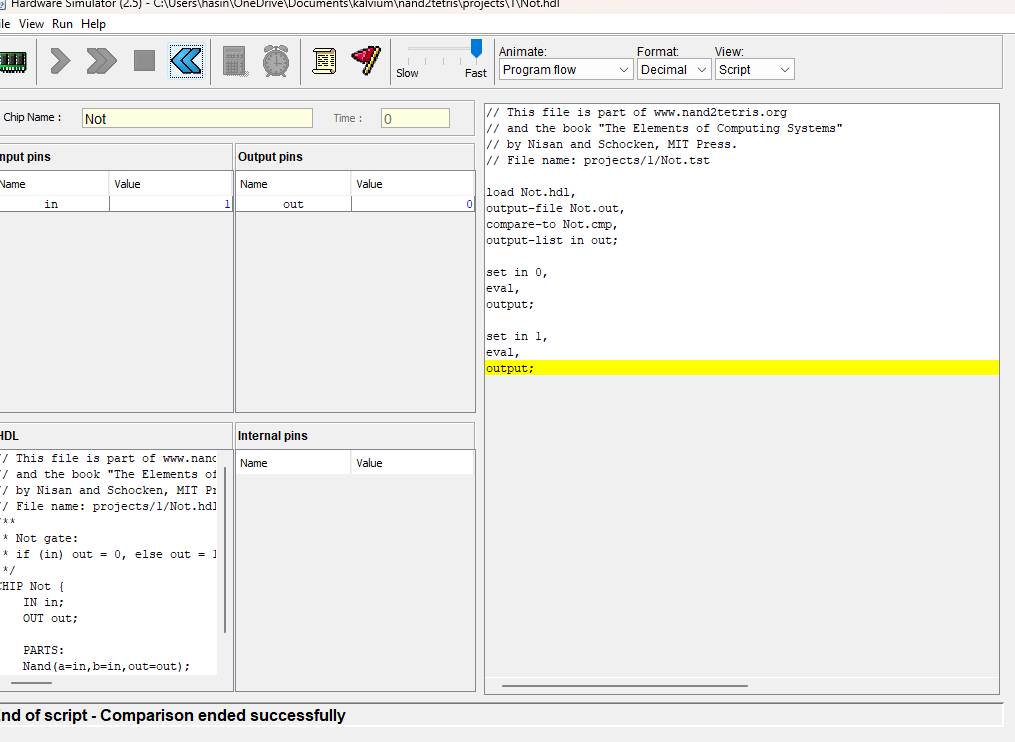 Hardware Simulator (2.5) - C:\Users\hasin\OneDrive\Documents\kalvium\nand2tetris\projects\1\Not.hdl
ile View Run Help
Slow Fast
Animate: Format: View:
Program flow Decimal Script
Chip Name : Not Time : 0
nput pins
Name Value
in 1
Output pins
Name Value
out 0
// This file is part of www.nand2tetris.org
// and the book "The Elements of Computing Systems"
// by Nisan and Schocken, MIT Press.
// File name: projects/1/Not.tst
load Not.hdl,
output-file Not.out,
compare-to Not.cmp,
output-list in out;
set in 0,
eval,
output;
set in 1,
eval,
output;
HDL
// This file is part of www.nand
// and the book "The Elements of
// by Nisan and Schocken, MIT Pr
// File name: projects/1/Not.hdl
/**
* Not gate:
* if (in) out = 0, else out = 1
*/
CHIP Not {
IN in;
OUT out;
PARTS:
Nand(a=in,b=in,out=out);
Internal pins
Name Value
nd of script - Comparison ended successfully